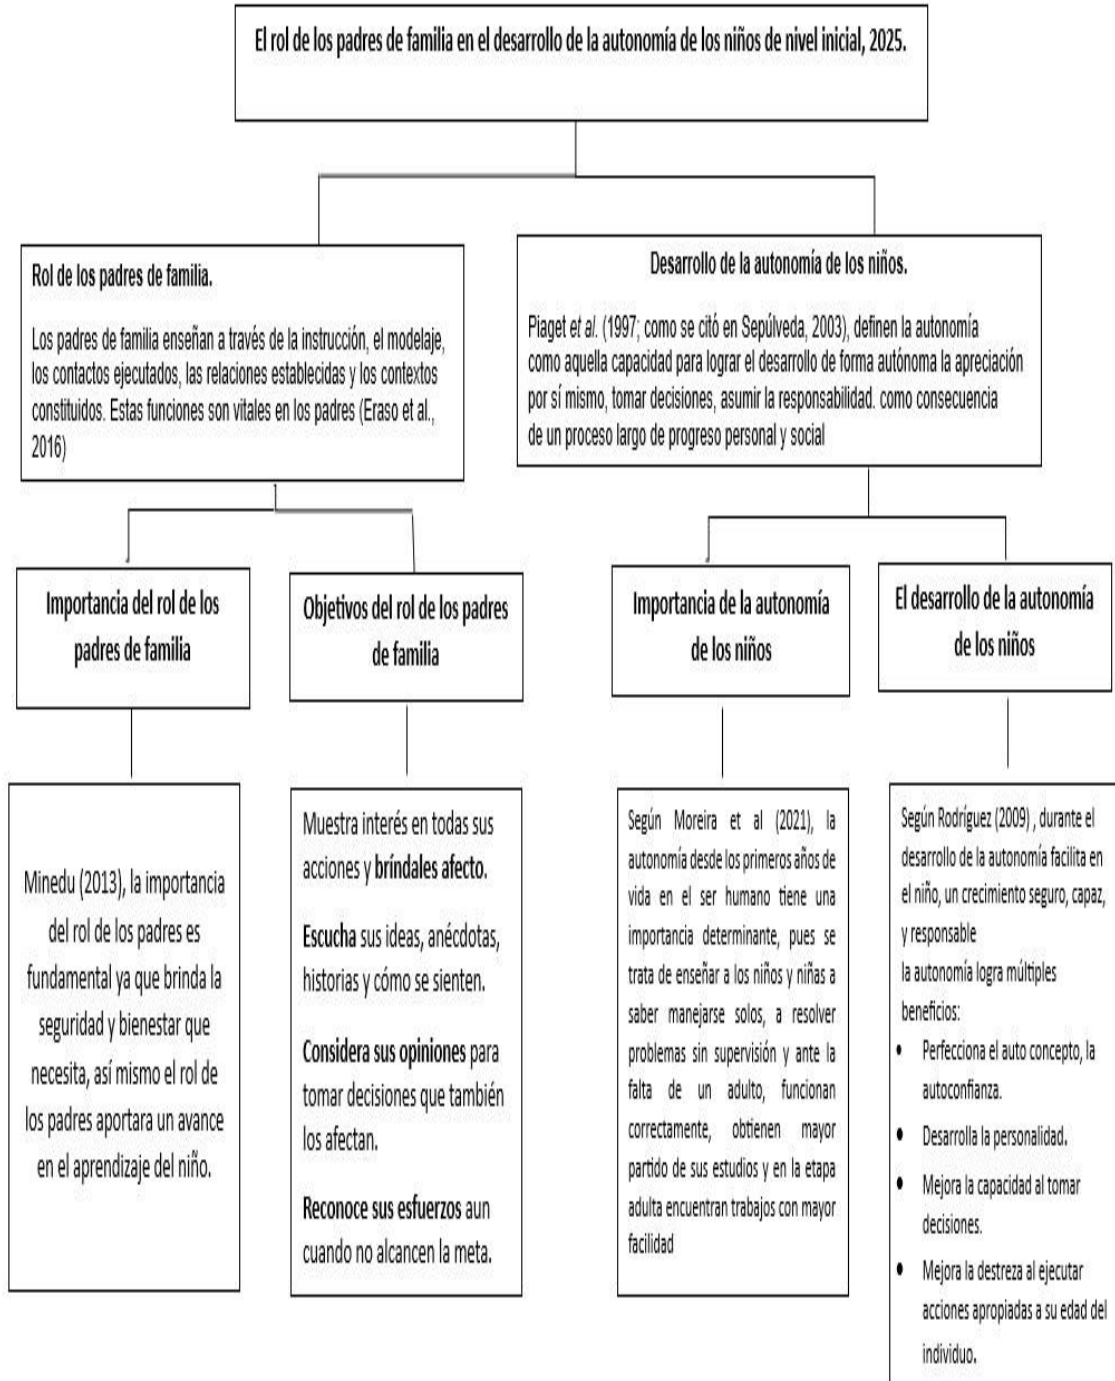 El rol de los padres de familia en el desarrollo de la autonomía de los niños de nivel inicial, 2025.
Rol de los padres de familia.
Los padres de familia enseñan a través de la instrucción, el modelaje,
los contactos ejecutados, las relaciones establecidas y los contextos
constituidos. Estas funciones son vitales en los padres (Eraso et al.,
2016)
Desarrollo de la autonomía de los niños.
Piaget et al. (1997; como se citó en Sepúlveda, 2003), definen la autonomía
como aquella capacidad para lograr el desarrollo de forma autónoma la apreciación
por sí mismo, tomar decisiones, asumir la responsabilidad. como consecuencia
de un proceso largo de progreso personal y social
Importancia del rol de los
padres de familia
Objetivos del rol de los padres
de familia
Importancia de la autonomía
de los niños
El desarrollo de la autonomía
de los niños
Minedu (2013), la importancia
del rol de los padres es
fundamental ya que brinda la
seguridad y bienestar que
necesita, así mismo el rol de
los padres aportara un avance
en el aprendizaje del niño.
Muestra interés en todas sus
acciones y bríndales afecto.
Escucha sus ideas, anécdotas,
historias y cómo se sienten.
Considera sus opiniones para
tomar decisiones que también
los afectan.
Reconoce sus esfuerzos aun
cuando no alcancen la meta.
Según Moreira et al (2021), la
autonomía desde los primeros años de
vida en el ser humano tiene una
importancia determinante, pues se
trata de enseñar a los niños y niñas a
saber manejarse solos, a resolver
problemas sin supervisión y ante la
falta de un adulto, funcionan
correctamente, obtienen mayor
partido de sus estudios y en la etapa
adulta encuentran trabajos con mayor
facilidad
Según Rodríguez (2009) , durante el
desarrollo de la autonomía facilita en
el niño, un crecimiento seguro, capaz,
y responsable
la autonomía logra múltiples
beneficios:
• Perfecciona el auto concepto, la
autoconfianza.
• Desarrolla la personalidad.
• Mejora la capacidad al tomar
decisiones.
• Mejora la destreza al ejecutar
acciones apropiadas a su edad del
individuo.